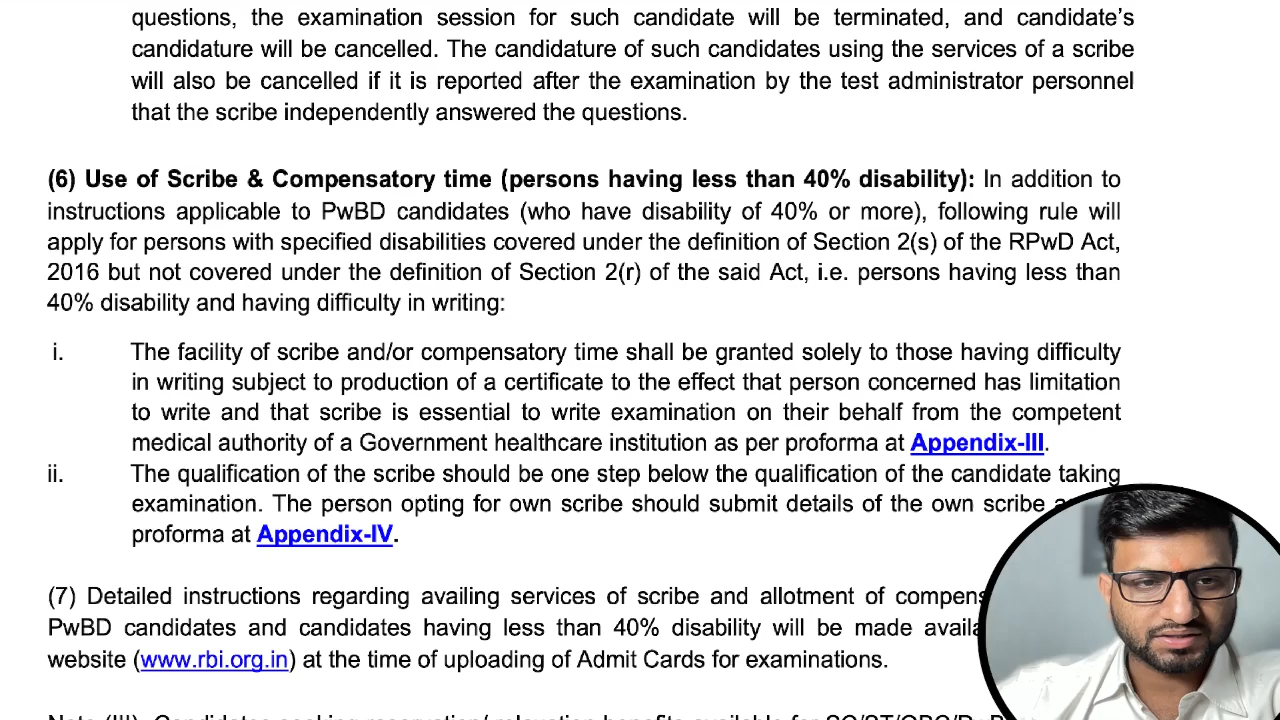 questions, the examination session for such candidate will be terminated, and candidate's
candidature will be cancelled. The candidature of such candidates using the services of a scribe
will also be cancelled if it is reported after the examination by the test administrator personnel
that the scribe independently answered the questions.
(6) Use of Scribe & Compensatory time (persons having less than 40% disability): In addition to
instructions applicable to PwBD candidates (who have disability of 40% or more), following rule will
apply for persons with specified disabilities covered under the definition of Section 2(s) of the RPwD Act,
2016 but not covered under the definition of Section 2(r) of the said Act, i.e. persons having less than
40% disability and having difficulty in writing:
i. The facility of scribe and/or compensatory time shall be granted solely to those having difficulty
in writing subject to production of a certificate to the effect that person concerned has limitation
to write and that scribe is essential to write examination on their behalf from the competent
medical authority of a Government healthcare institution as per proforma at Appendix-III.
ii. The qualification of the scribe should be one step below the qualification of the candidate taking
examination. The person opting for own scribe should submit details of the own scribe
proforma at Appendix-IV.
(7) Detailed instructions regarding availing services of scribe and allotment of
PwBD candidates and candidates having less than 40% disability will be made
website (www.rbi.org.in) at the time of uploading of Admit Cards for examinations.